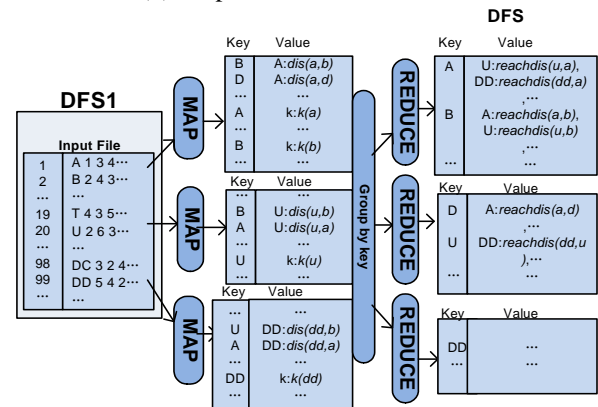 DFS
Key Value
B A:dis(a,b)
D A:dis(a,d)
... ...
A k:k(a)
... ...
B k:k(b)
... ...
Key Value
A U:reachdis(u,a),
DD:reachdis(dd,a)
,...
B A:reachdis(a,b),
U:reachdis(u,b)
,...
... ...
DFS1
Input File
1 A 1 3 4...
2 B 2 4 3...
... ...
19 T 4 3 5...
20 U 2 6 3...
... ...
98 DC 3 2 4...
99 DD 5 4 2...
... ...
MAP
MAP
MAP
Key Value
... ...
B U:dis(u,b)
A U:dis(u,a)
... ...
U k:k(u)
... ...
Key Value
... ...
U DD:dis(dd,b)
A DD:dis(dd,a)
... ...
DD k:k(dd)
... ...
Group by key
REDUCE
REDUCE
REDUCE
Key Value
D A:reachdis(a,d)
,...
U DD:reachdis(dd,u
),...
... ...
Key Value
DD ...
... ...